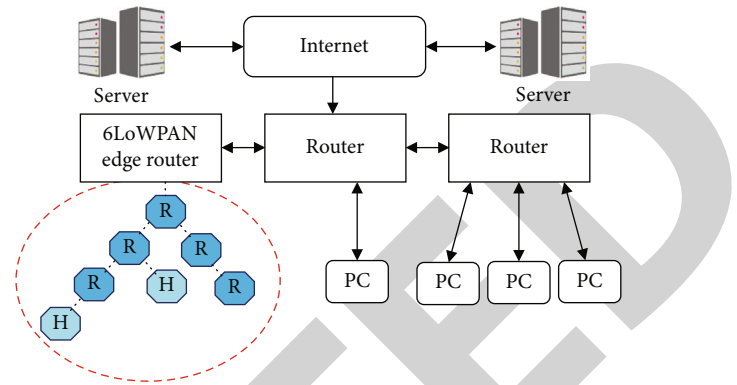 Internet
Server
Server
6LoWPAN
edge router
Router
Router
R
R
R
R
H
R
H
PC
PC
PC
PC